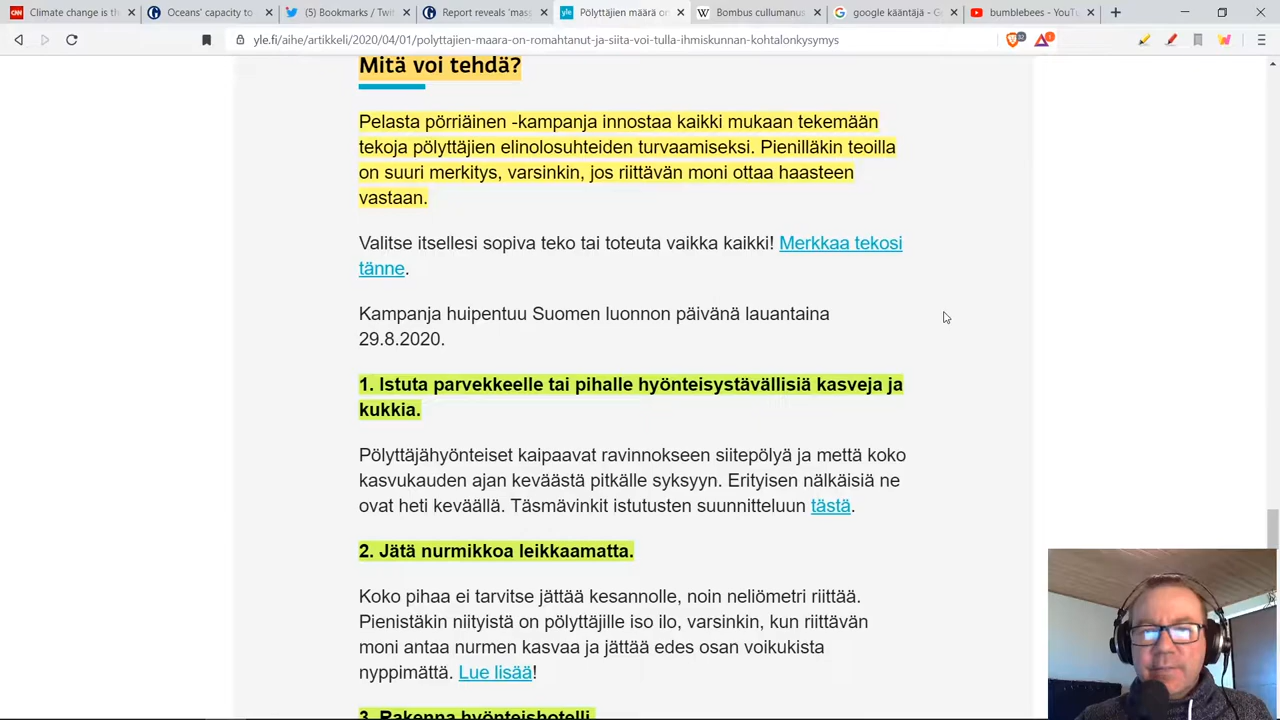 Climate change is th
Oceans' capacity to
(5) Bookmarks / Twit
Report reveals 'mass
Pölyttäjien määrä on
Bombus cullumanus
google kääntäjä - G
bumblebees - YouTu
yle.fi/aihe/artikkeli/2020/04/01/polyttajien-maara-on-romahtanut-ja-siita-voi-tulla-ihmiskunnan-kohtalonkysymys
Mitä voi tehdä?
Pelasta pörriäinen -kampanja innostaa kaikki mukaan tekemään
tekoja pölyttäjien elinolosuhteiden turvaamiseksi. Pienilläkin teoilla
on suuri merkitys, varsinkin, jos riittävän moni ottaa haasteen
vastaan.
Valitse itsellesi sopiva teko tai toteuta vaikka kaikki! Merkkaa tekosi
tänne.
Kampanja huipentuu Suomen luonnon päivänä lauantaina
29.8.2020.
1. Istuta parvekkeelle tai pihalle hyönteisystävällisiä kasveja ja
kukkia.
Pölyttäjähyönteiset kaipaavat ravinnokseen siitepölyä ja mettä koko
kasvukauden ajan keväästä pitkälle syksyyn. Erityisen nälkäisiä ne
ovat heti keväällä. Täsmävinkit istutusten suunnitteluun tästä.
2. Jätä nurmikkoa leikkaamatta.
Koko pihaa ei tarvitse jättää kesannolle, noin neliömetri riittää.
Pienistäkin niityistä on pölyttäjille iso ilo, varsinkin, kun riittävän
moni antaa nurmen kasvaa ja jättää edes osan voikukista
nyppimättä. Lue lisää!
3. Rakenna hyönteishotelli.